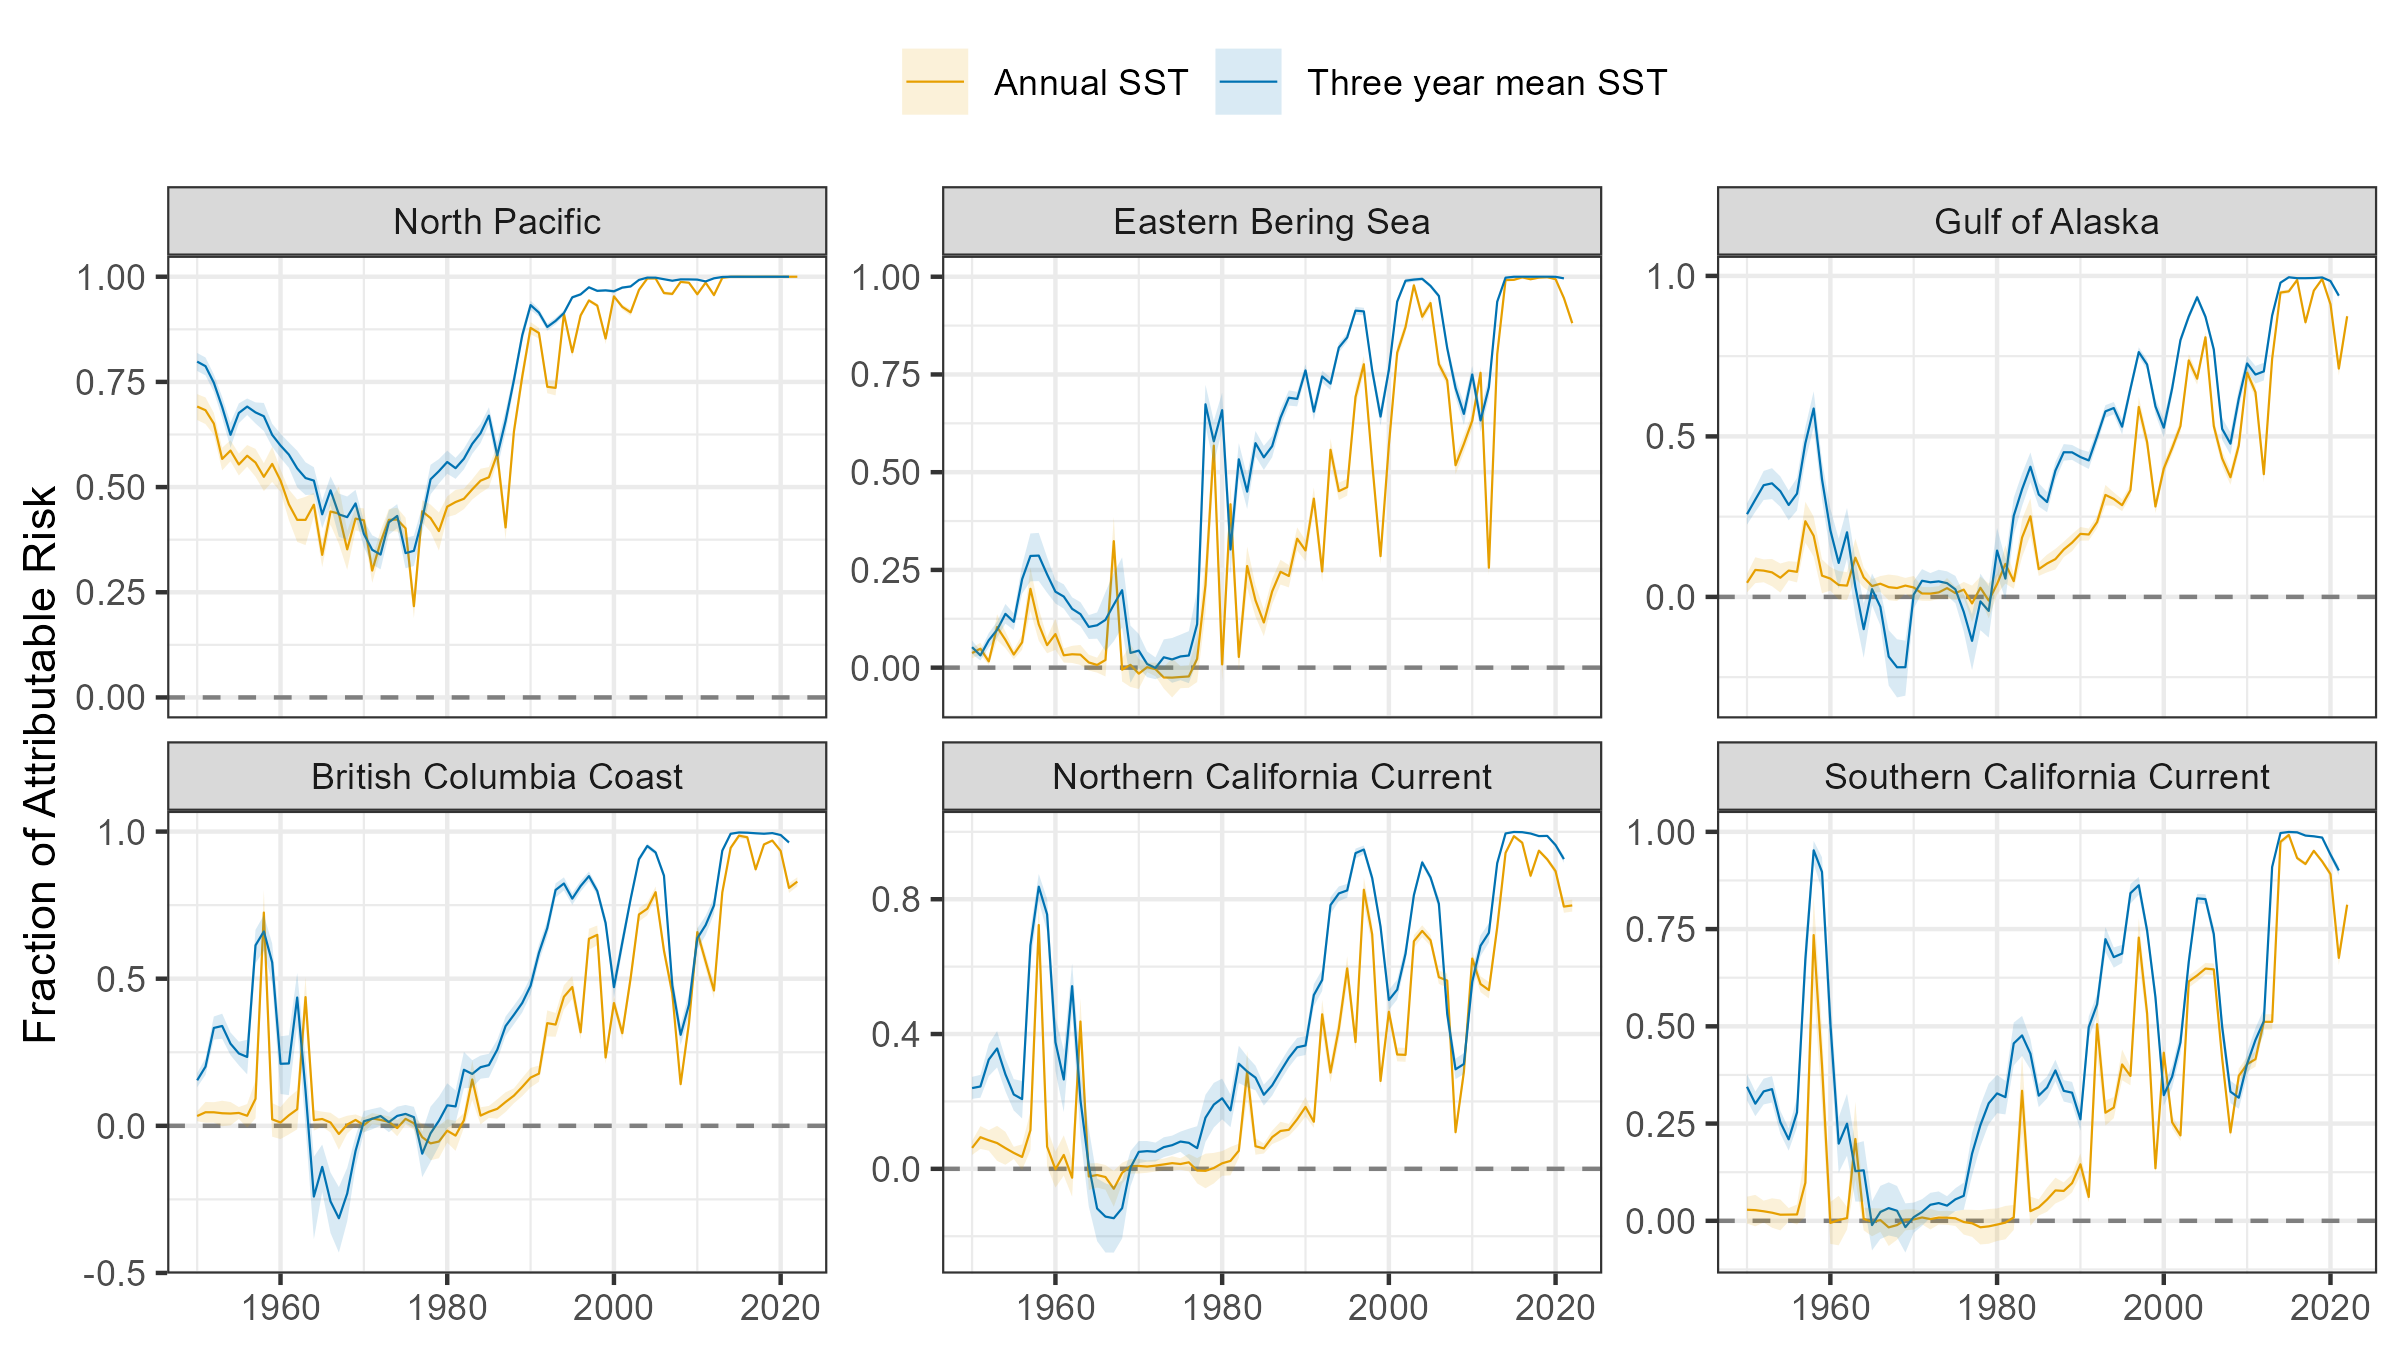 Annual SST Three year mean SST
North Pacific Eastern Bering Sea Gulf of Alaska
1.00 1.00 1.0
0.75 0.75
0.50 0.50 0.5
0.25 0.25
0.00 0.00 0.0
Fraction of Attributable Risk
British Columbia Coast Northern California Current Southern California Current
1.0 0.8 1.00
0.5 0.4 0.75
0.0 0.0 0.50
-0.5 0.25
0.00
1960 1980 2000 2020 1960 1980 2000 2020 1960 1980 2000 2020